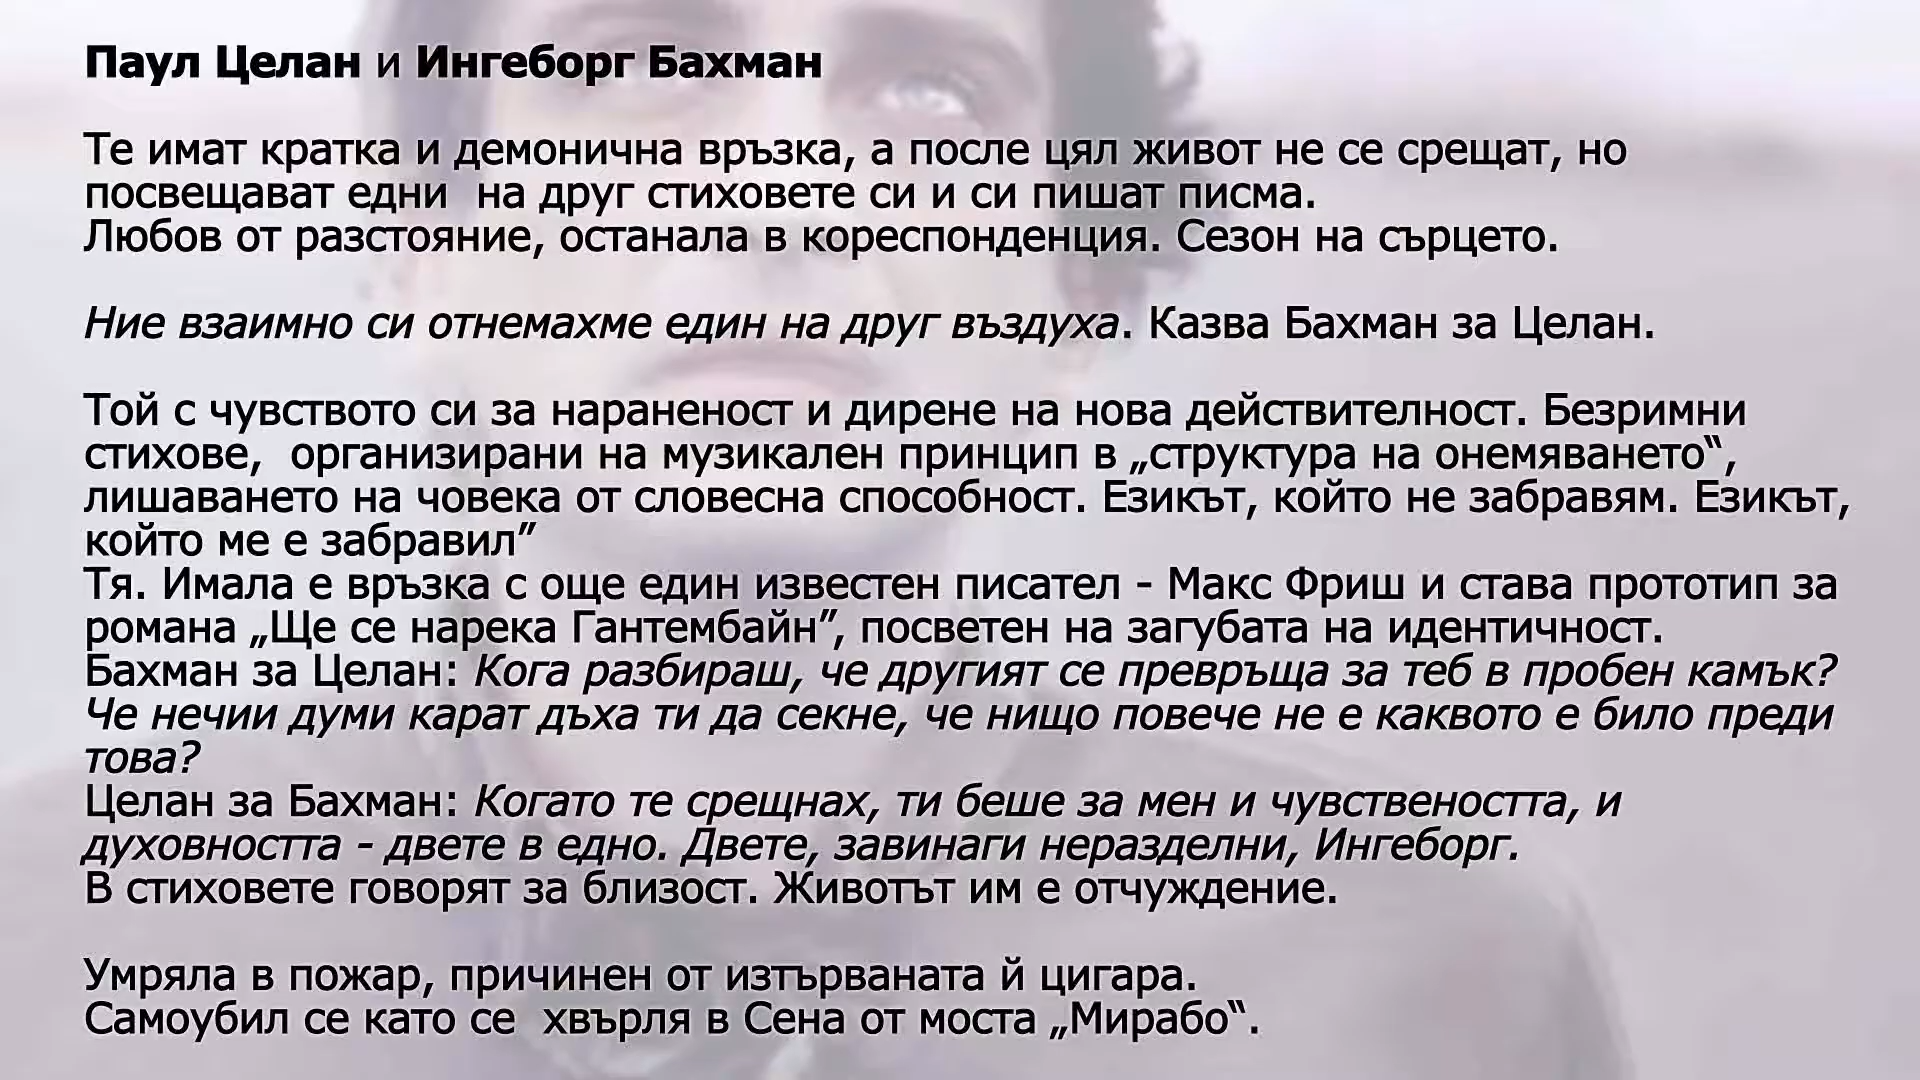 Паул Целан и Ингеборг Бахман
Те имат кратка и демонична връзка, а после цял живот не се срещат, но
посвещават едни  на друг стиховете си и си пишат писма.
Любов от разстояние, останала в кореспонденция. Сезон на сърцето.
Ние взаимно си отнемахме един на друг въздуха. Казва Бахман за Целан.
Той с чувството си за нараненост и дирене на нова действителност. Безримни
стихове,  организирани на музикален принцип в „структура на онемяването“,
лишаването на човека от словесна способност. Езикът, който не забравям. Езикът,
който ме е забравил”
Тя. Имала е връзка с още един известен писател - Макс Фриш и става прототип за
романа „Ще се нарека Гантембайн”, посветен на загубата на идентичност.
Бахман за Целан: Кога разбираш, че другият се превръща за теб в пробен камък?
Че нечии думи карат дъха ти да секне, че нищо повече не е каквото е било преди
това?
Целан за Бахман: Когато те срещнах, ти беше за мен и чувствеността, и
духовността - двете в едно. Двете, завинаги неразделни, Ингеборг.
В стиховете говорят за близост. Животът им е отчуждение.
Умряла в пожар, причинен от изтърваната й цигара.
Самоубил се като се  хвърля в Сена от моста „Мирабо“.